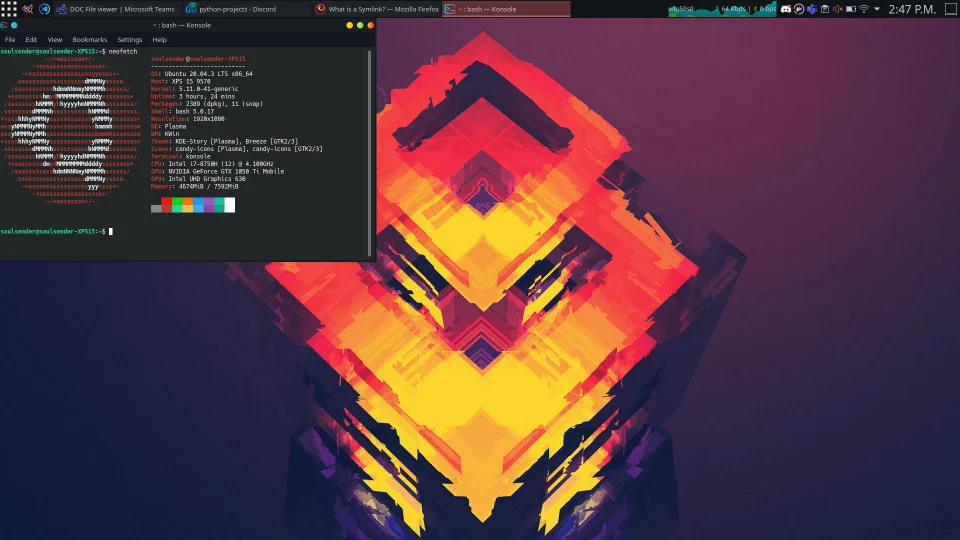 DOC File viewer | Microsoft Teams
python-projects - Discord
What is a Symlink? — Mozilla Firefox
~ : bash — Konsole
wlp59s0
64 Kbps
0 bps
2:47 P.M.
~ : bash — Konsole
File Edit View Bookmarks Settings Help
soulsender@soulsender-XPS15:~$ neofetch
soulsender@soulsender-XPS15
--------------------------
OS: Ubuntu 20.04.3 LTS x86_64
Host: XPS 15 9570
Kernel: 5.11.0-41-generic
Uptime: 3 hours, 24 mins
Packages: 2389 (dpkg), 11 (snap)
Shell: bash 5.0.17
Resolution: 1920x1080
DE: Plasma
WM: KWin
Theme: KDE-Story [Plasma], Breeze [GTK2/3]
Icons: candy-icons [Plasma], candy-icons [GTK2/3]
Terminal: konsole
CPU: Intel i7-8750H (12) @ 4.100GHz
GPU: NVIDIA GeForce GTX 1050 Ti Mobile
GPU: Intel UHD Graphics 630
Memory: 4674MiB / 7592MiB
soulsender@soulsender-XPS15:~$